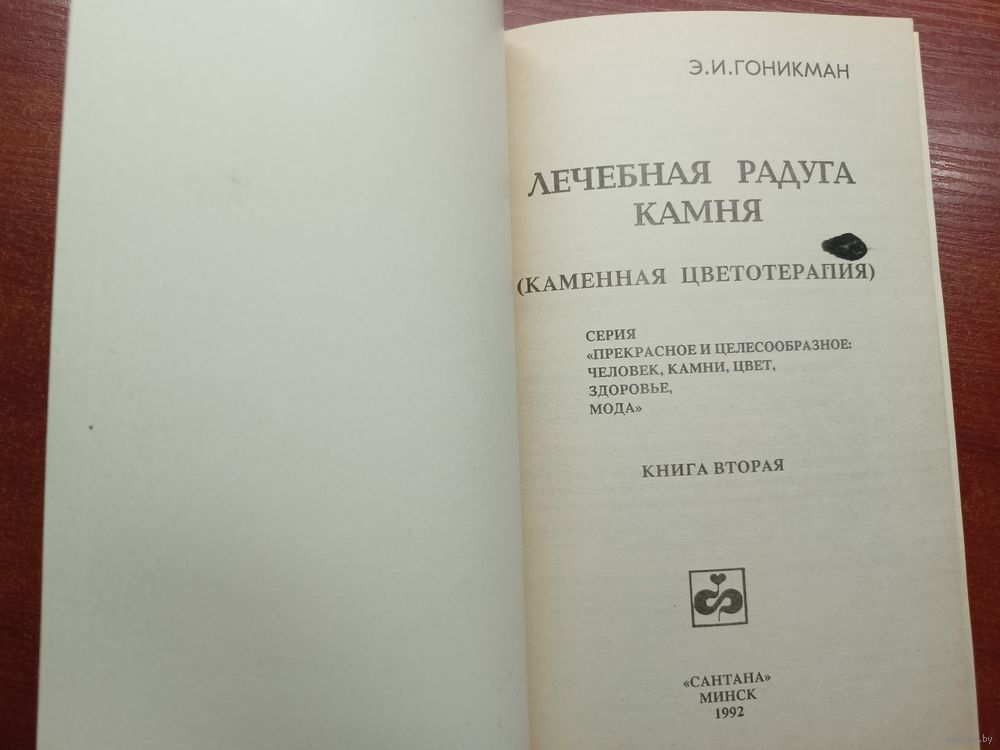 Э.И.ГОНИКМАН
ЛЕЧЕБНАЯ РАДУГА
КАМНЯ
(КАМЕННАЯ ЦВЕТОТЕРАПИЯ)
СЕРИЯ
«ПРЕКРАСНОЕ И ЦЕЛЕСООБРАЗНОЕ:
ЧЕЛОВЕК, КАМНИ, ЦВЕТ,
ЗДОРОВЬЕ,
МОДА»
КНИГА ВТОРАЯ
«САНТАНА»
МИНСК
1992